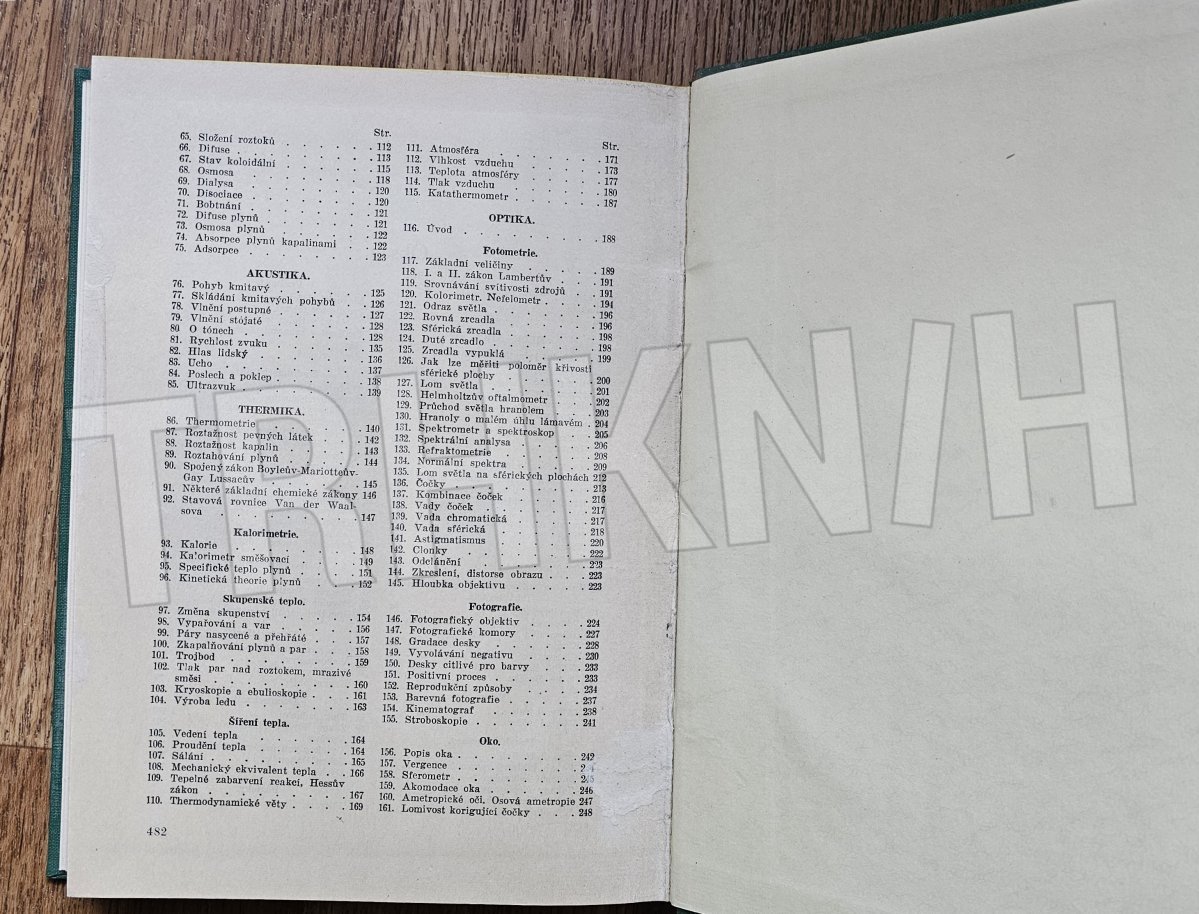 Str.
65. Složení roztoků . . . . . . 112
66. Difuse . . . . . . . . 113
67. Stav koloidální . . . . . . 115
68. Osmosa . . . . . . . 118
69. Dialysa . . . . . . . 120
70. Disociace . . . . . . . 120
71. Bobtnání . . . . . . . 121
72. Difuse plynů . . . . . . 121
73. Osmosa plynů . . . . . . 122
74. Absorpce plynů kapalinami . . . 122
75. Adsorpce . . . . . . . 123
AKUSTIKA.
76. Pohyb kmitavý . . . . . . 125
77. Skládání kmitavých pohybů . . . 126
78. Vlnění postupné . . . . . . 127
79. Vlnění stojaté . . . . . . 128
80. O tónech . . . . . . . 128
81. Rychlost zvuku . . . . . . 135
82. Hlas lidský . . . . . . . 136
83. Ucho . . . . . . . . 137
84. Poslech a poklep . . . . . . 138
85. Ultrazvuk . . . . . . . 139
THERMIKA.
86. Thermometrie . . . . . . 140
87. Roztažnost pevných látek . . . . 142
88. Roztažnost kapalin . . . . . 143
89. Roztahování plynů . . . . . 144
90. Spojený zákon Boyleův-Mariotteův-
Gay Lussacův . . . . . . 145
91. Některé základní chemické zákony 146
92. Stavová rovnice Van der Waal-
sova . . . . . . . . 147
Kalorimetrie.
93. Kalorie . . . . . . . . 148
94. Kalorimetr směšovací . . . . 149
95. Specifické teplo plynů . . . . 151
96. Kinetická theorie plynů . . . . 152
Skupenské teplo.
97. Změna skupenství . . . . . 154
98. Vypařování a var . . . . . 156
99. Páry nasycené a přehřáté . . . 157
100. Zkapalňování plynů a par . . . 158
101. Trojbod . . . . . . . . 159
102. Tlak par nad roztokem, mrazivé
směsi . . . . . . . . 160
103. Kryoskopie a ebulioskopie . . . 161
104. Výroba ledu . . . . . . 163
Šíření tepla.
105. Vedení tepla . . . . . . 164
106. Proudění tepla . . . . . . 164
107. Sálání . . . . . . . . 165
108. Mechanický ekvivalent tepla . . 166
109. Tepelné zabarvení reakcí, Hessův
zákon . . . . . . . . 167
110. Thermodynamické věty . . . . 169
482
Str.
111. Atmosféra . . . . . . . 171
112. Vlhkost vzduchu . . . . . . 173
113. Teplota atmosféry . . . . . 177
114. Tlak vzduchu . . . . . . 180
115. Katathermometr . . . . . . 187
OPTIKA.
116. Úvod . . . . . . . . 188
Fotometrie.
117. Základní veličiny . . . . . 189
118. I. a II. zákon Lambertův . . . 191
119. Srovnávání svítivosti zdrojů . . 191
120. Kolorimetr. Nefelometr . . . . 194
121. Odraz světla . . . . . . 196
122. Rovná zrcadla . . . . . . 196
123. Sférická zrcadla . . . . . . 198
124. Duté zrcadlo . . . . . . 198
125. Zrcadla vypuklá . . . . . 199
126. Jak lze měřiti poloměr křivosti
sférické plochy . . . . . . 200
127. Lom světla . . . . . . . 201
128. Helmholtzův oftalmometr . . . 202
129. Průchod světla hranolem . . . 203
130. Hranoly o malém úhlu lámavém . 204
131. Spektrometr a spektroskop . . . 205
132. Spektrální analysa . . . . . 206
133. Refraktometrie . . . . . . 208
134. Normální spektra . . . . . 209
135. Lom světla na sférických plochách 212
136. Čočky . . . . . . . . 213
137. Kombinace čoček . . . . . 216
138. Vady čoček . . . . . . . 217
139. Vada chromatická . . . . . 217
140. Vada sférická . . . . . . 218
141. Astigmatismus . . . . . . 220
142. Clonky . . . . . . . . 222
143. Odclánění . . . . . . . 223
144. Zkreslení, distorse obrazu . . . 223
145. Hloubka objektivu . . . . . 223
Fotografie.
146. Fotografický objektiv . . . . 224
147. Fotografické komory . . . . 227
148. Gradace desky . . . . . . 228
149. Vyvolávání negativu . . . . 230
150. Desky citlivé pro barvy . . . . 233
151. Positivní proces . . . . . . 233
152. Reprodukční způsoby . . . . 234
153. Barevná fotografie . . . . . 237
154. Kinematograf . . . . . . 238
155. Stroboskopie . . . . . . . 241
Oko.
156. Popis oka . . . . . . . 242
157. Vergence . . . . . . .
158. Sferometr . . . . . . . 245
159. Akomodace oka . . . . . . 246
160. Ametropické oči. Osová ametropie 247
161. Lomivost korigující čočky . . . 248
TRHKNIH